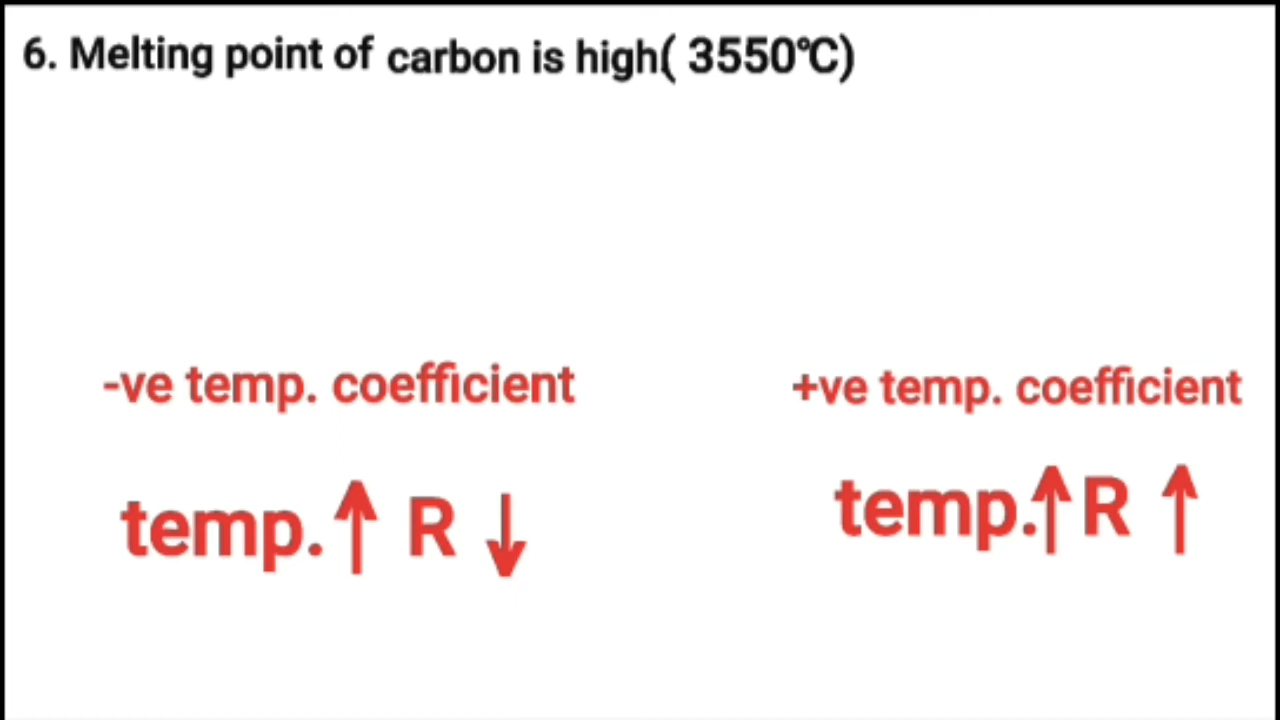 6. Melting point of carbon is high( 3550℃)
-ve temp. coefficient
+ve temp. coefficient
temp.↑ R ↓
temp.↑ R ↑